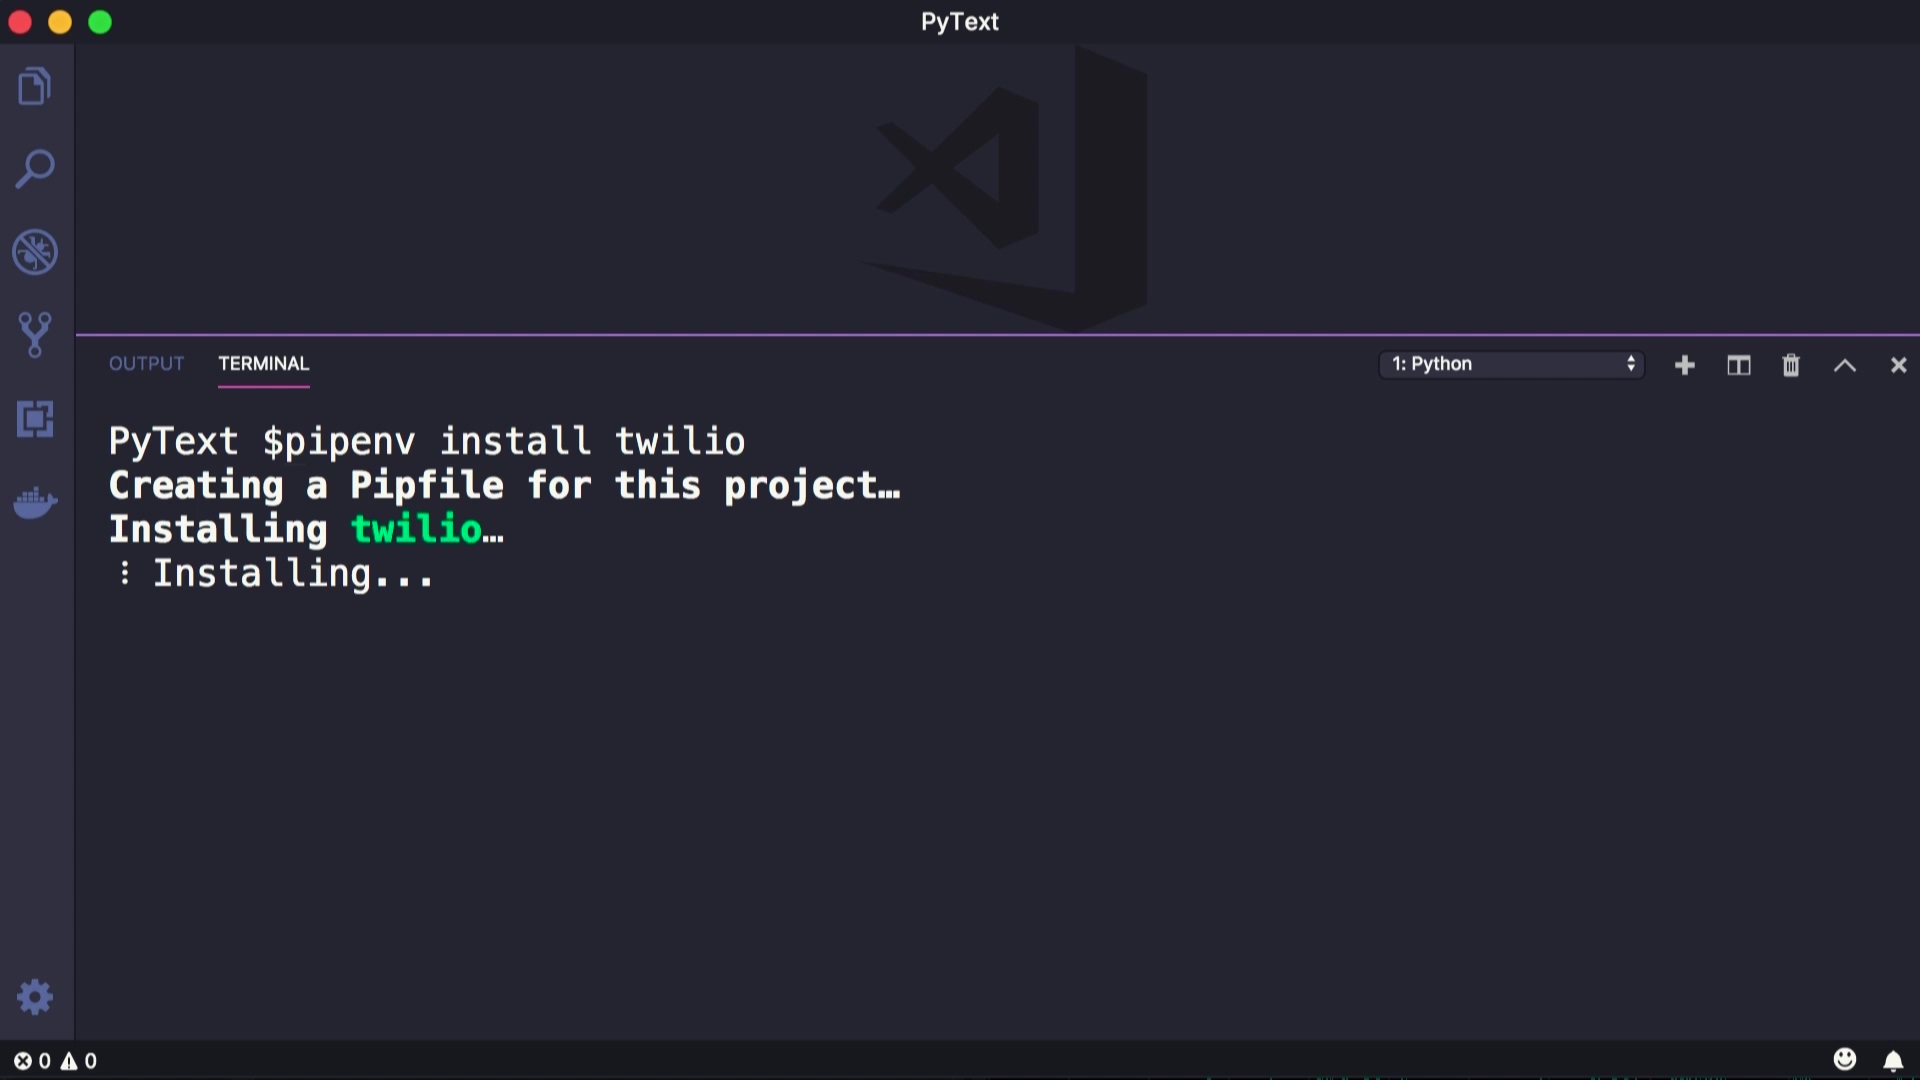 PyText
OUTPUT TERMINAL
1: Python
PyText $pipenv install twilio
Creating a Pipfile for this project…
Installing twilio…
⠸ Installing...
0 0